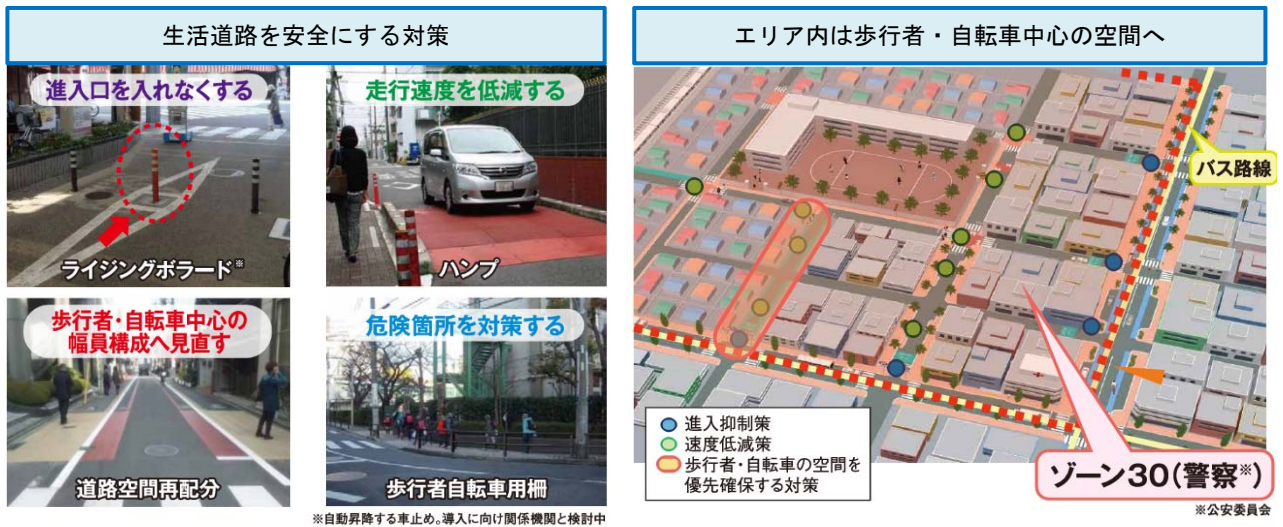 生活道路を安全にする対策
進入口を入れなくする
ライジングボラード※
走行速度を低減する
ハンプ
歩行者・自転車中心の
幅員構成へ見直す
道路空間再配分
危険箇所を対策する
歩行者自転車用柵
※自動昇降する車止め。導入に向け関係機関と検討中
エリア内は歩行者・自転車中心の空間へ
バス路線
進入抑制策
速度低減策
歩行者・自転車の空間を
優先確保する対策
ゾーン30(警察※)
※公安委員会